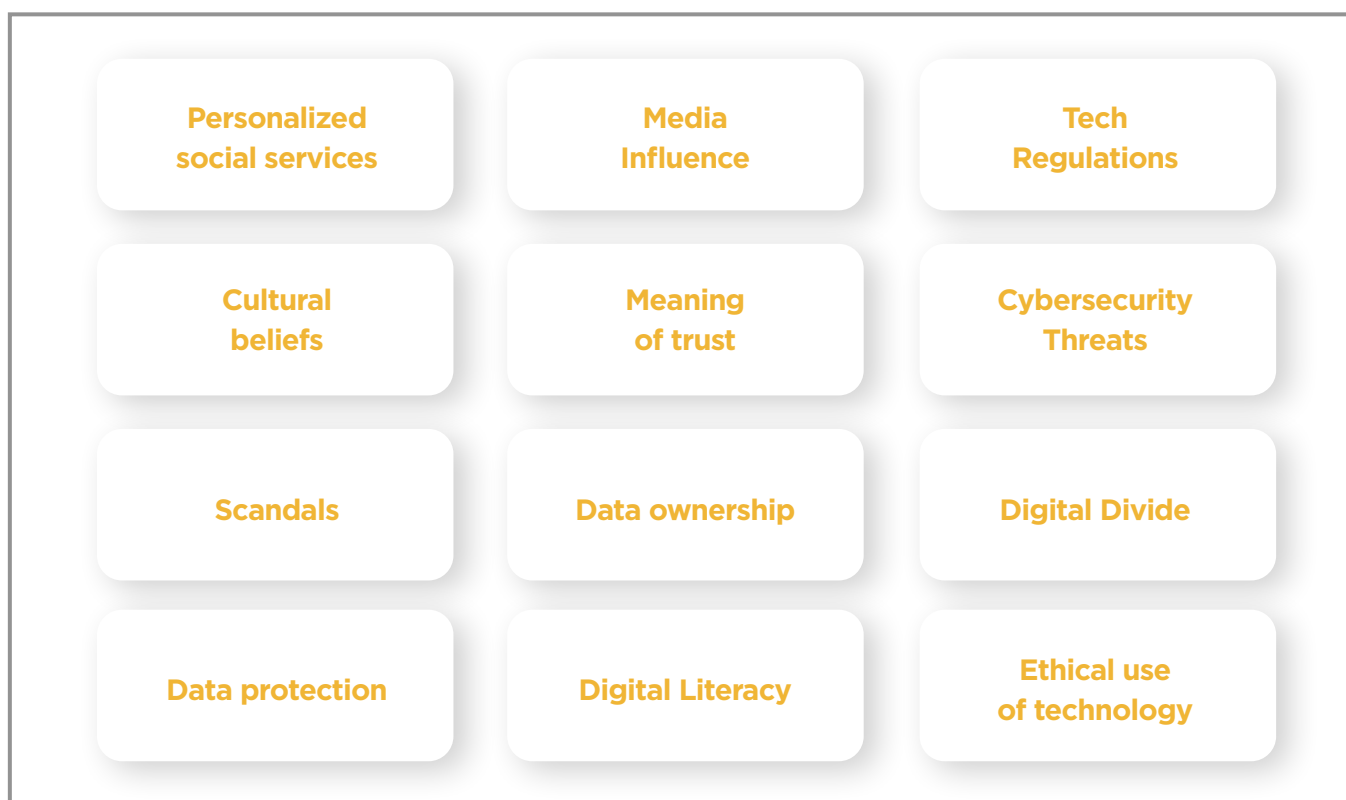 Personalized
social services
Media
Influence
Tech
Regulations
Cultural
beliefs
Meaning
of trust
Cybersecurity
Threats
Scandals
Data ownership
Digital Divide
Data protection
Digital Literacy
Ethical use
of technology